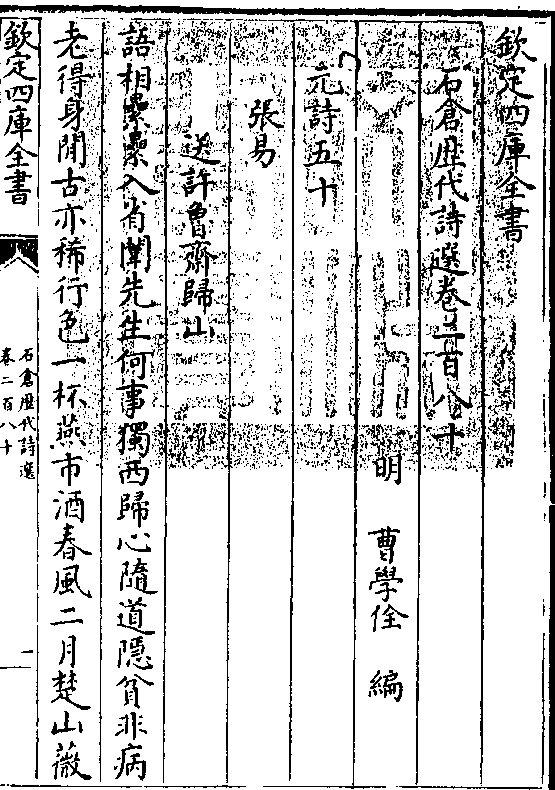 欽定四庫全書
石倉歴代詩選卷二百八十
明 曹學佺 編
元詩五十
張易
送許魯齋歸山
語相纍纍入省闈先生何事獨西歸心隨道隱貧非病
老得身閒古亦稀行色一杯燕市酒春風二月楚山薇
欽定四庫全書
石倉歴代詩選
卷二百八十
一